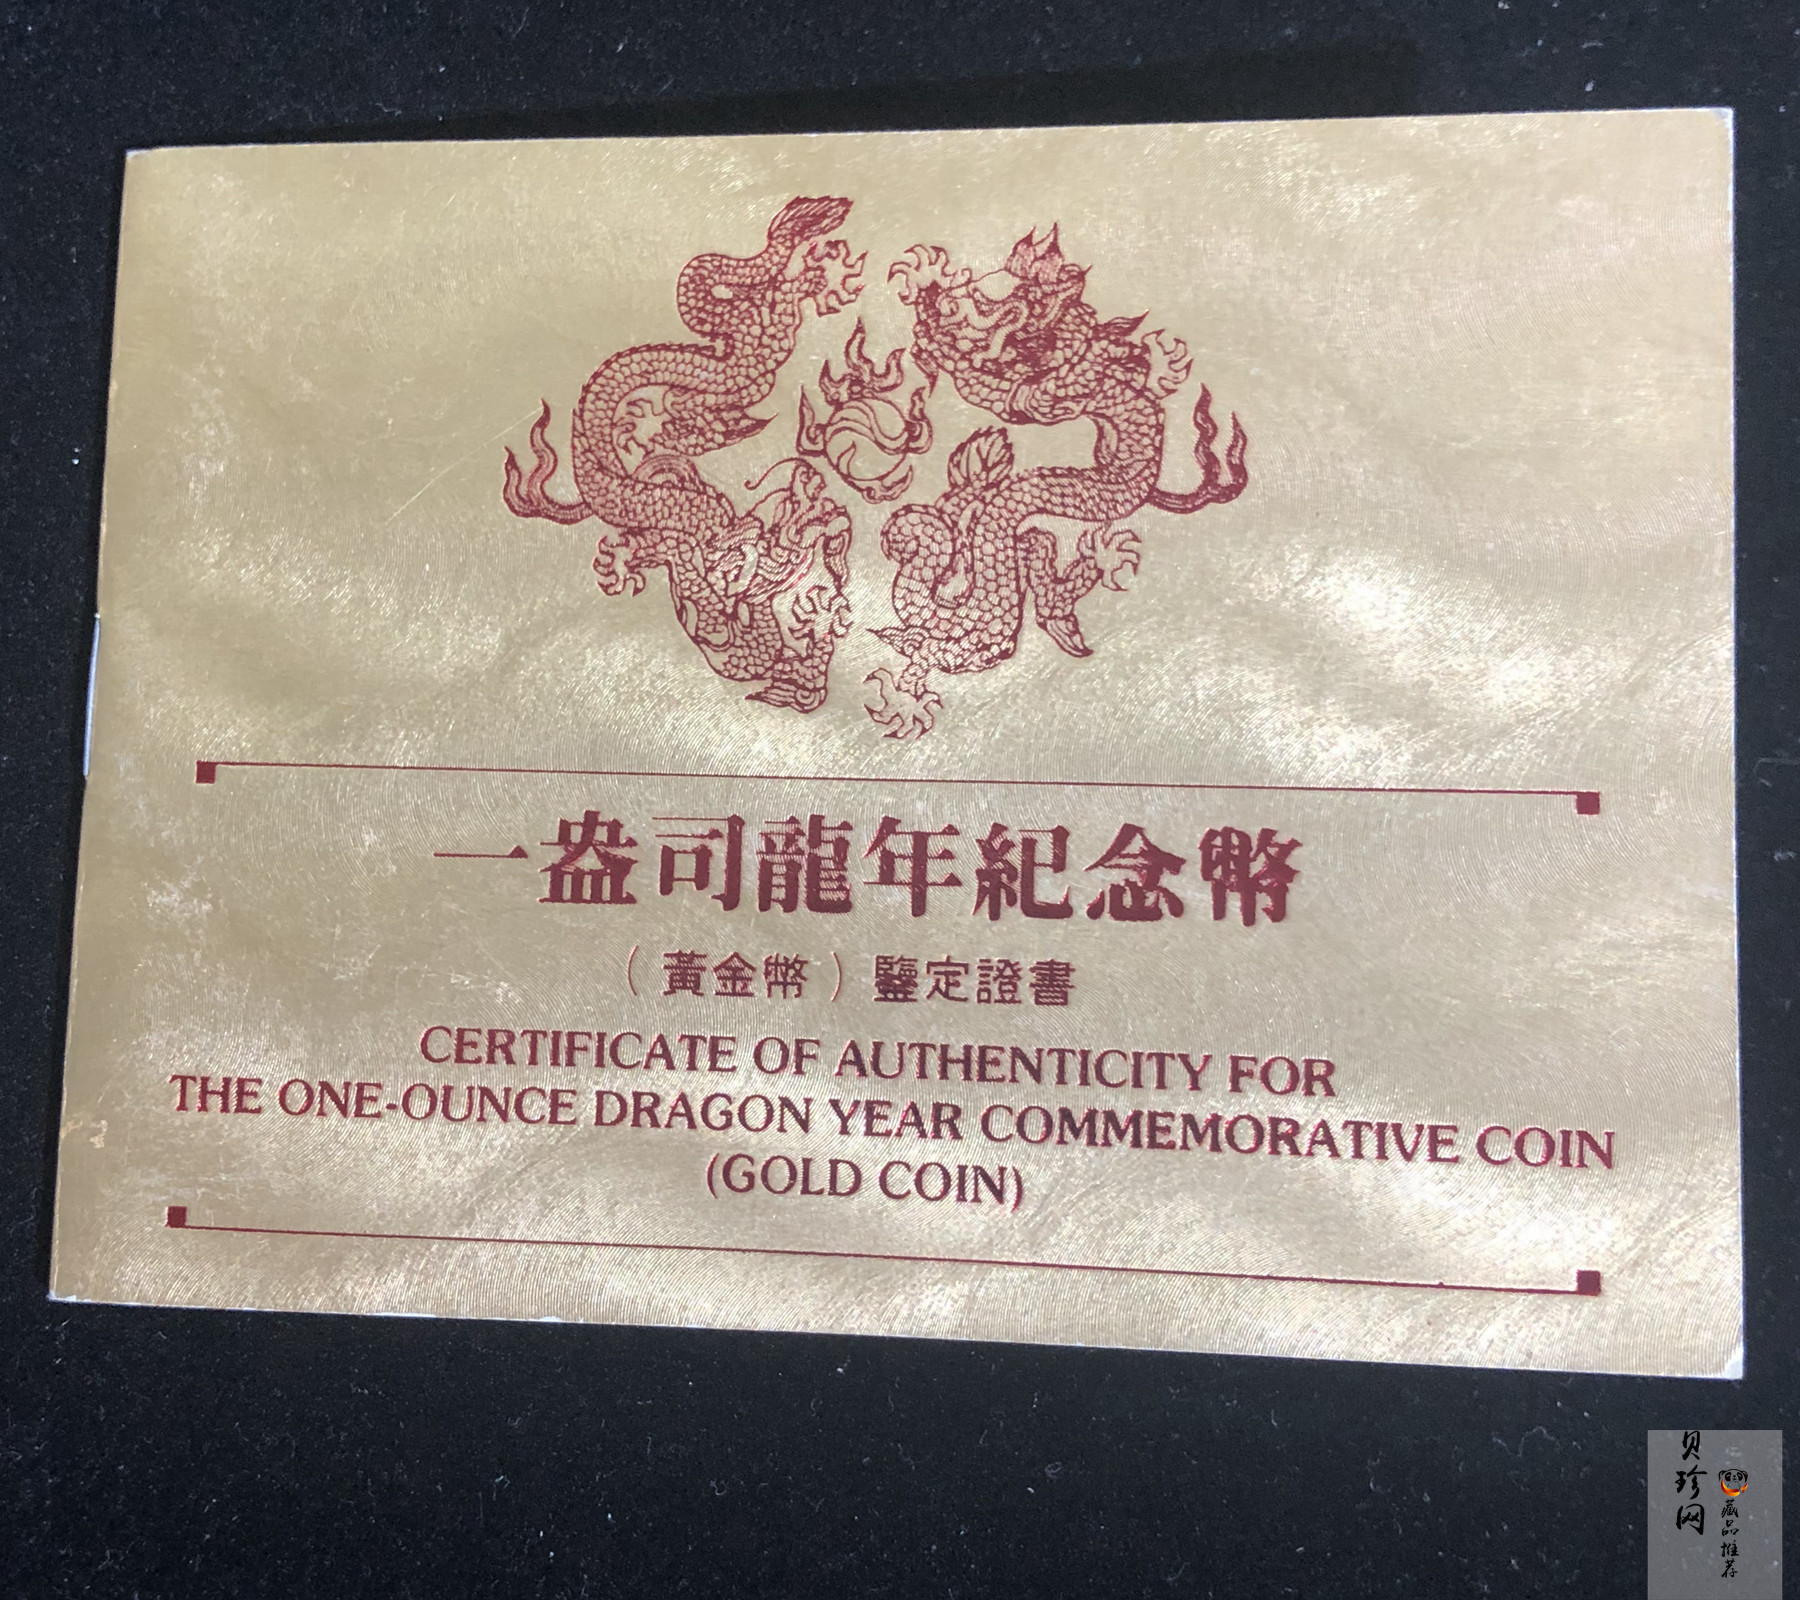 一盎司龍年紀念幣
（黃金幣）鑒定證書
CERTIFICATE OF AUTHENTICITY FOR
THE ONE-OUNCE DRAGON YEAR COMMEMORATIVE COIN
(GOLD COIN)
贝珍网
藏品推荐